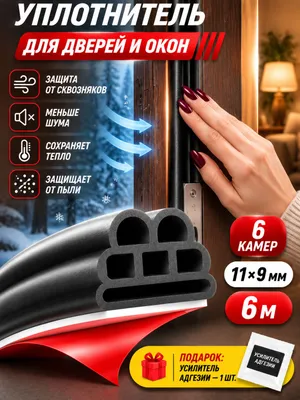 УПЛОТНИТЕЛЬ
ДЛЯ ДВЕРЕЙ И ОКОН
ЗАЩИТА
ОТ СКВОЗНЯКОВ
МЕНЬШЕ
ШУМА
СОХРАНЯЕТ
ТЕПЛО
ЗАЩИЩАЕТ
ОТ ПЫЛИ
6
КАМЕР
11×9 мм
6 м
ПОДАРОК:
УСИЛИТЕЛЬ
АДГЕЗИИ – 1 ШТ.
УСИЛИТЕЛЬ
АДГЕЗИИ